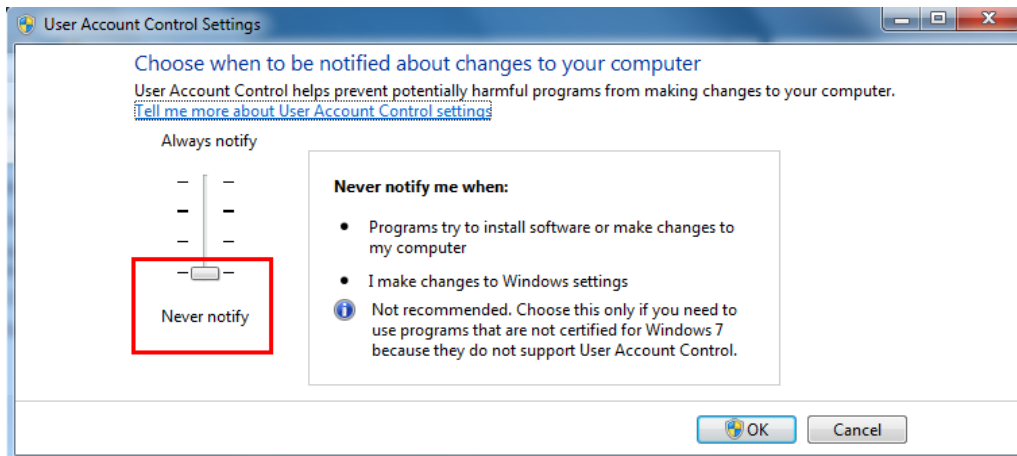 User Account Control Settings
Choose when to be notified about changes to your computer
User Account Control helps prevent potentially harmful programs from making changes to your computer.
Tell me more about User Account Control settings
Always notify
Never notify
Never notify me when:
Programs try to install software or make changes to
my computer
I make changes to Windows settings
Not recommended. Choose this only if you need to
use programs that are not certified for Windows 7
because they do not support User Account Control.
OK
Cancel